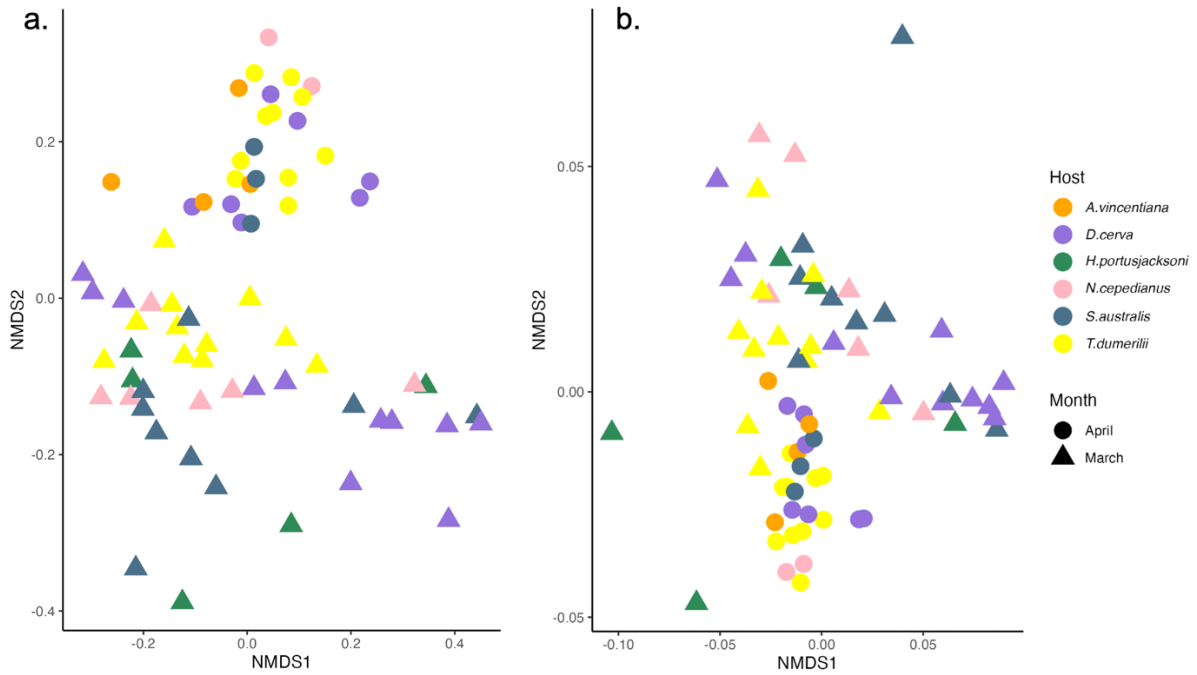 a.
0.2
0.0
-0.2
-0.4
NMDS2
-0.2
0.0
0.2
0.4
NMDS1
b.
0.05
0.00
-0.05
NMDS2
-0.10
-0.05
0.00
0.05
NMDS1
Host
A.vincentiana
D.cerva
H.portusjacksoni
N.cepedianus
S.australis
T.dumerilii
Month
April
March